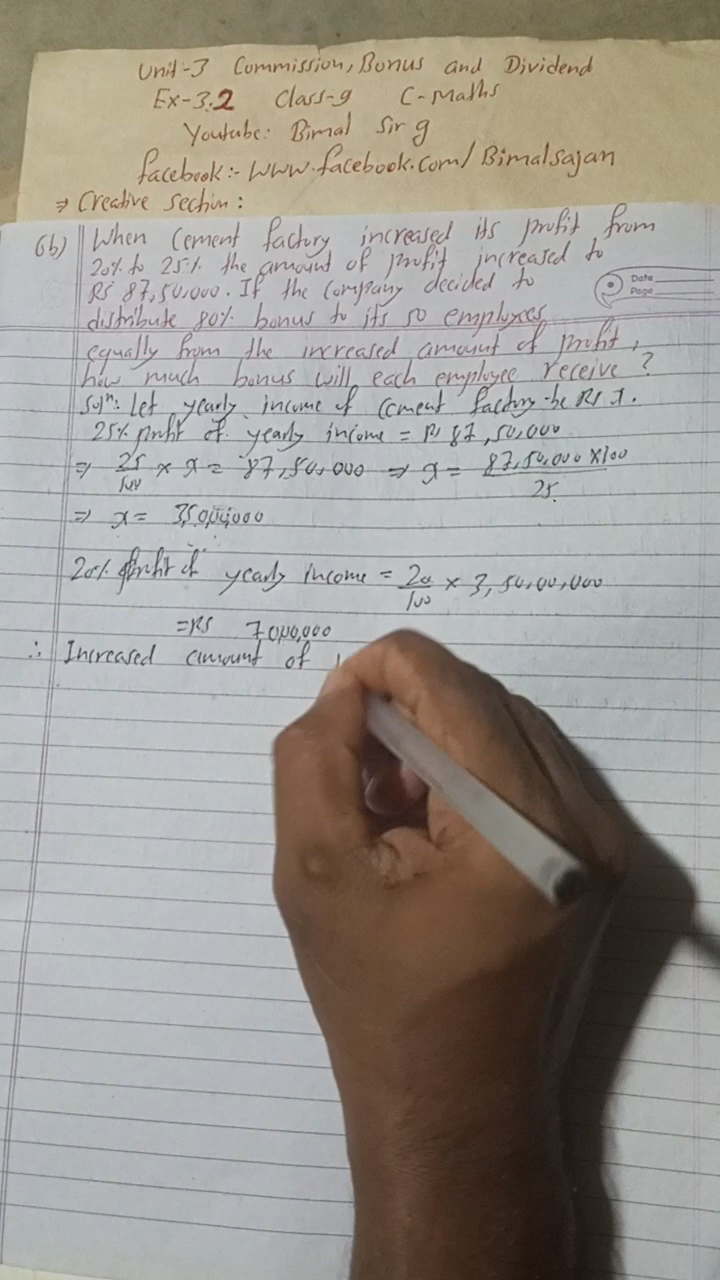 Unit-3 Commission, Bonus and Dividend
Ex-3.2 Class-9 C-Maths
Youtube: Bimal Sir g
facebook:- www.facebook.com/Bimalsajan
⇒ Creative section:
6b) When Cement factory increased its profit from
20% to 25% the amount of profit increased to
Rs 87,50,000. If the Company decided to
Date
Page
distribute 80% bonus to its 50 employees
equally from the increased amount of profit,
how much bonus will each employee receive?
Solⁿ: Let yearly income of Cement factory be Rs x.
25% profit of yearly income = Rs 87,50,000
⇒ 25/100 × x = 87,50,000 ⇒ x = 87,50,000 × 100/25
⇒ x = 35000000
20% profit of yearly income = 20/100 × 3,50,00,000
= Rs 7000,000
∴ Increased amount of